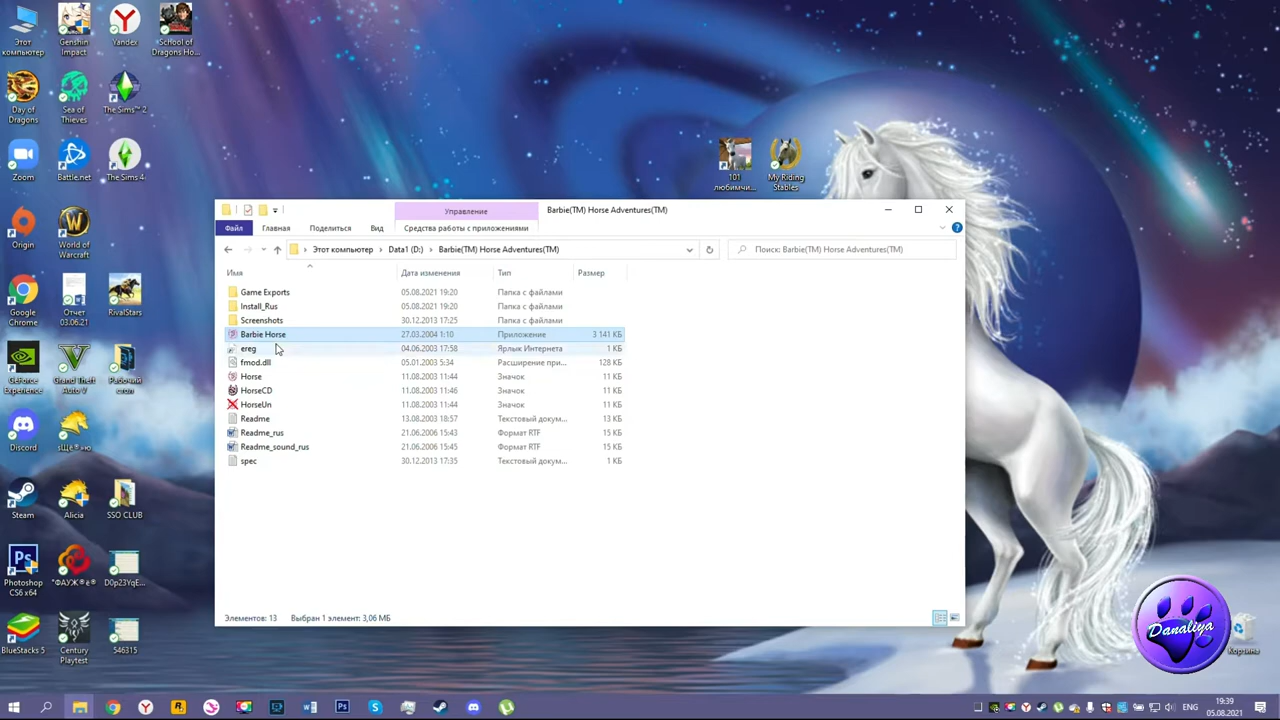 Этот
компьютер
Genshin
Impact
Yandex
School of
Dragons Ho...
Day of
Dragons
Sea of
Thieves
The Sims™ 2
Zoom
Battle.net
The Sims 4
Origin
World of
Warcraft
Google
Chrome
Отчет
03.06.21
RivalStars
GeForce
Experience
Grand Theft
Auto V
Рабочий
стол
Discord
Steam
Alicia
SSO CLUB
Photoshop
CS6 x64
D0p23YqE...
BlueStacks 5
Century
Playtest
546315
101
любимчи...
My Riding
Stables
Управление
Barbie(TM) Horse Adventures(TM)
Файл
Главная
Поделиться
Вид
Средства работы с приложениями
Этот компьютер
Data1 (D:)
Barbie(TM) Horse Adventures(TM)
Поиск: Barbie(TM) Horse Adventures(TM)
Имя Дата изменения Тип Размер
Game Exports 05.08.2021 19:20 Папка с файлами
Install_Rus 05.08.2021 19:20 Папка с файлами
Screenshots 30.12.2013 17:25 Папка с файлами
Barbie Horse 27.03.2004 1:10 Приложение 3 141 КБ
ereg 04.06.2003 17:58 Ярлык Интернета 1 КБ
fmod.dll 05.01.2003 5:34 Расширение при... 128 КБ
Horse 11.08.2003 11:44 Значок 11 КБ
HorseCD 11.08.2003 11:46 Значок 11 КБ
HorseUn 11.08.2003 11:44 Значок 11 КБ
Readme 13.08.2003 18:57 Текстовый докум... 13 КБ
Readme_rus 21.06.2006 15:43 Формат RTF 15 КБ
Readme_sound_rus 21.06.2006 15:45 Формат RTF 15 КБ
spec 30.12.2013 17:35 Текстовый докум... 1 КБ
Элементов: 13 Выбран 1 элемент: 3,06 МБ
Danaliya
Корзина
19:39
05.08.2021